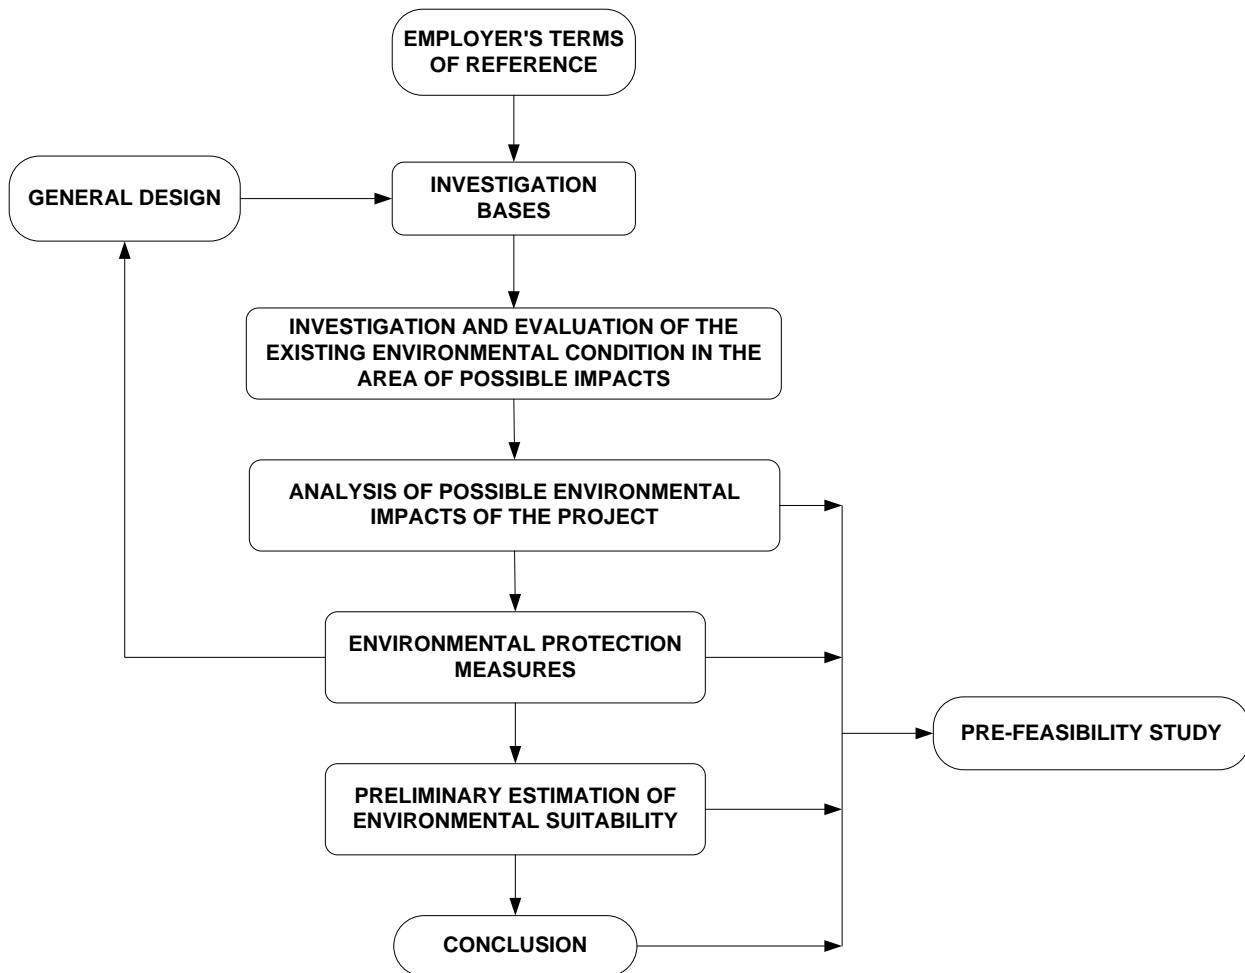 EMPLOYER'S TERMS
OF REFERENCE
GENERAL DESIGN
INVESTIGATION
BASES
INVESTIGATION AND EVALUATION OF THE
EXISTING ENVIRONMENTAL CONDITION IN THE
AREA OF POSSIBLE IMPACTS
ANALYSIS OF POSSIBLE ENVIRONMENTAL
IMPACTS OF THE PROJECT
ENVIRONMENTAL PROTECTION
MEASURES
PRE-FEASIBILITY STUDY
PRELIMINARY ESTIMATION OF
ENVIRONMENTAL SUITABILITY
CONCLUSION